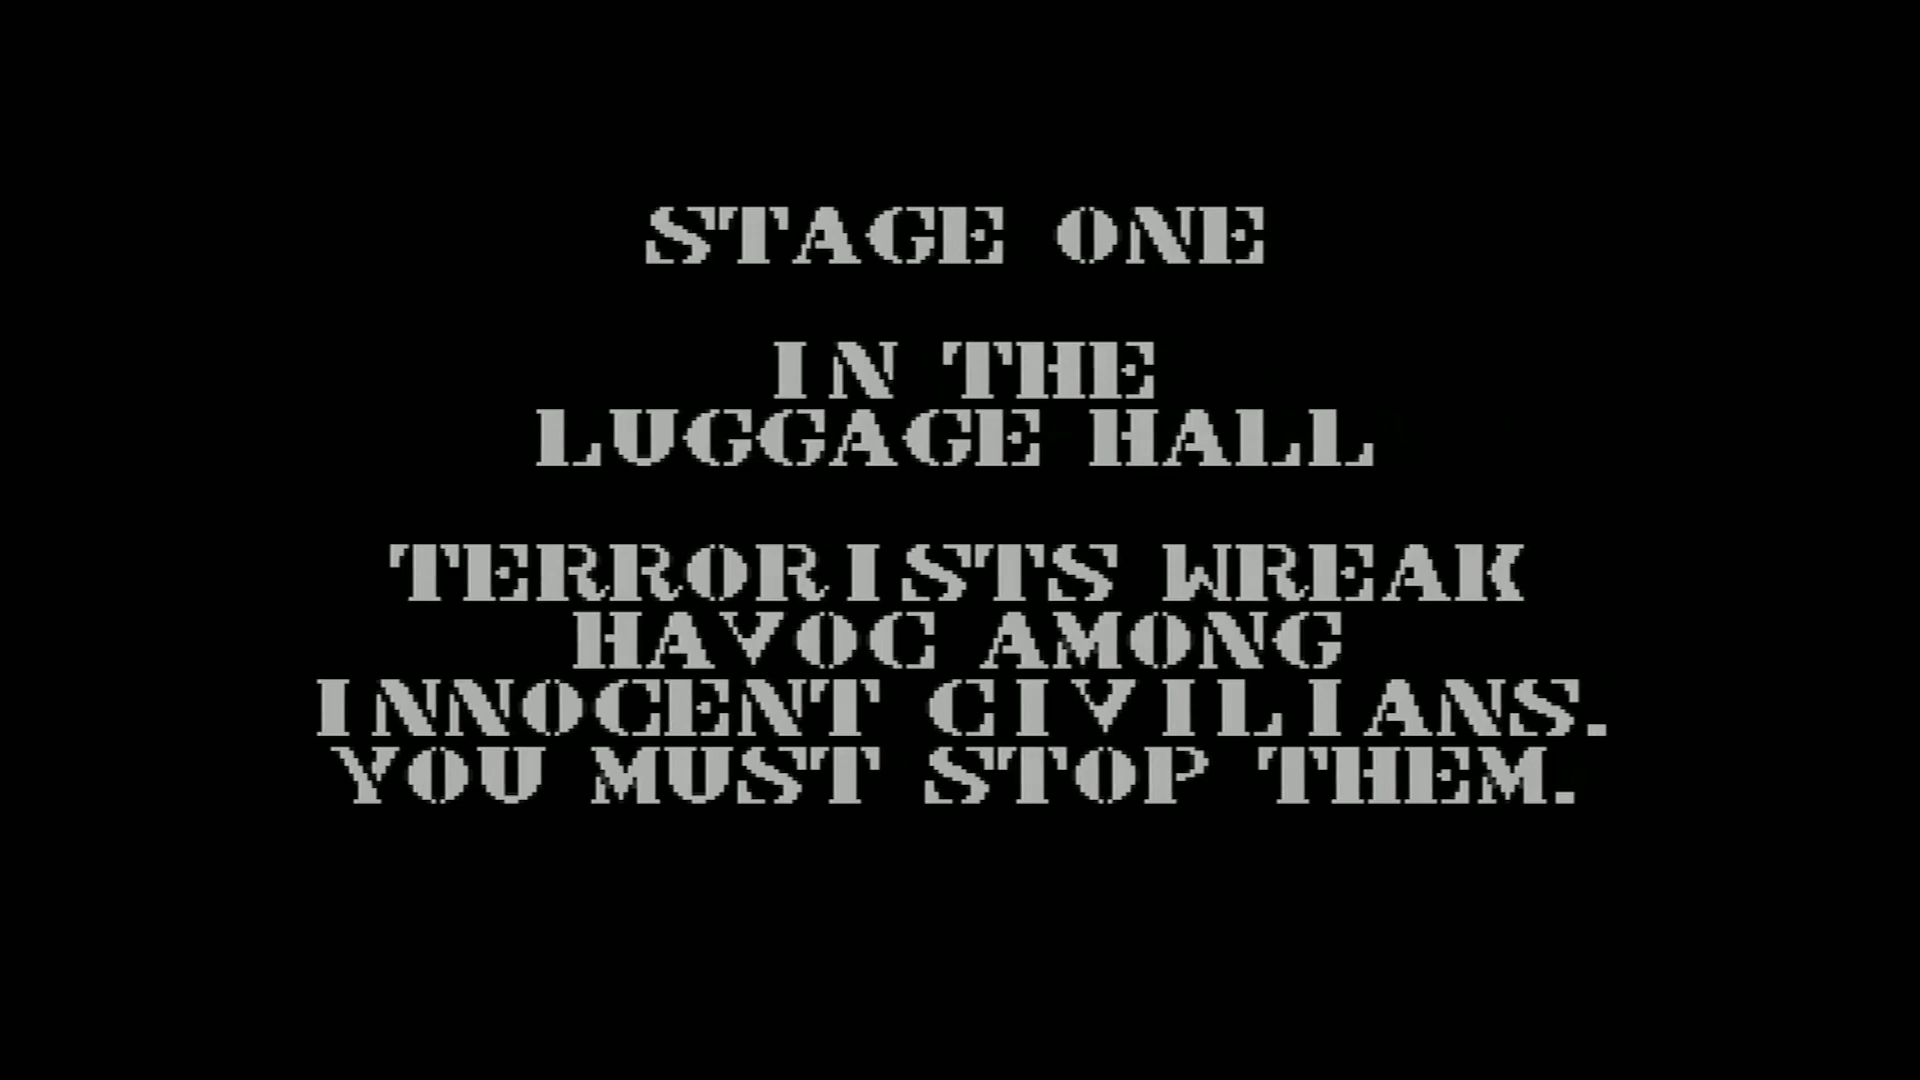 STAGE ONE
IN THE
LUGGAGE HALL
TERRORISTS WREAK
HAVOC AMONG
INNOCENT CIVILIANS.
YOU MUST STOP THEM.